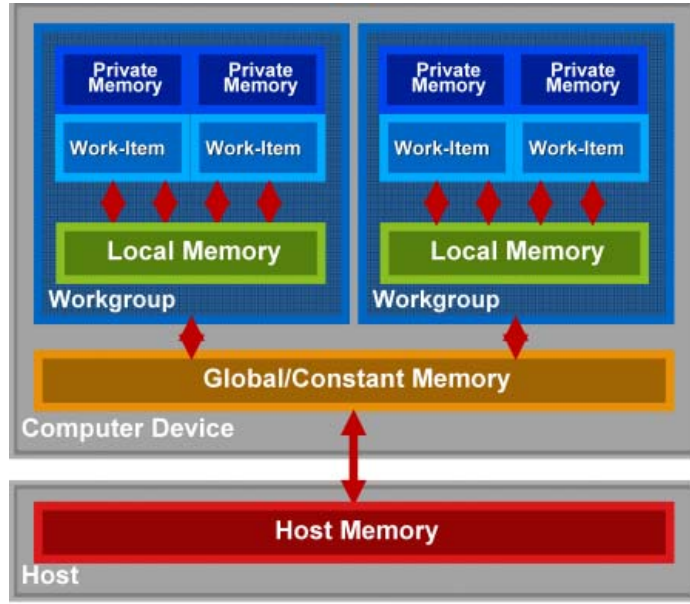 Private Memory
Private Memory
Private Memory
Private Memory
Work-Item
Work-Item
Work-Item
Work-Item
Local Memory
Local Memory
Workgroup
Workgroup
Global/Constant Memory
Computer Device
Host Memory
Host